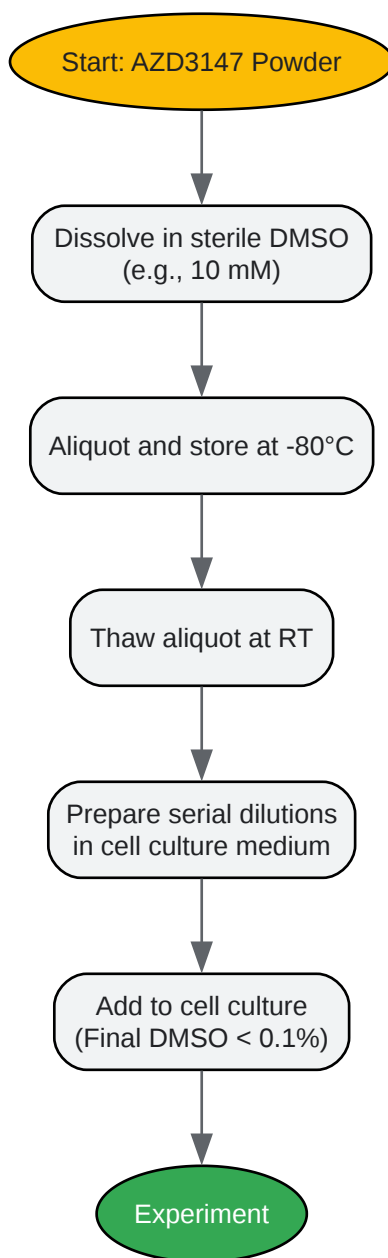 Start: AZD3147 Powder
Dissolve in sterile DMSO
(e.g., 10 mM)
Aliquot and store at -80°C
Thaw aliquot at RT
Prepare serial dilutions
in cell culture medium
Add to cell culture
(Final DMSO < 0.1%)
Experiment